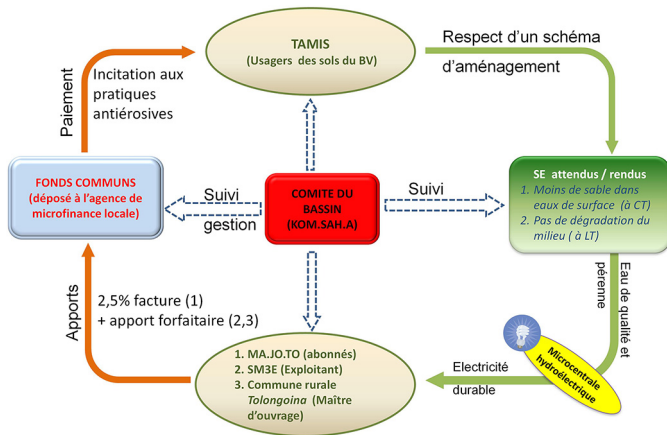 TAMIS
(Usagers des sols du BV)
Respect d'un schéma
d'aménagement
Paiement
Incitation aux
pratiques
antiérosives
FONDS COMMUNS
(déposé à l'agence de
microfinance locale)
Suivi
gestion
COMITE DU
BASSIN
(KOM.SAH.A)
Suivi
SE attendus / rendus
1. Moins de sable dans
eaux de surface (à CT)
2. Pas de dégradation du
milieu ( à LT)
Apports
2,5% facture (1)
+ apport forfaitaire (2,3)
1. MA.JO.TO (abonnés)
2. SM3E (Exploitant)
3. Commune rurale
Tolongoina (Maître
d'ouvrage)
Electricité
durable
Microcentrale
hydroélectrique
Eau de qualité et
pérenne